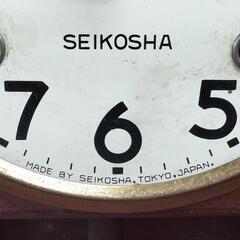 SEIKOSHA
7 6 5
MADE BY SEIKOSHA, TOKYO, JAPAN.